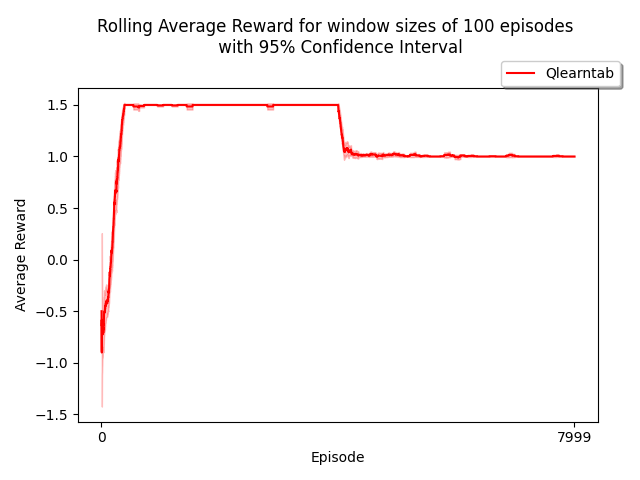 Rolling Average Reward for window sizes of 100 episodes
with 95% Confidence Interval
Qlearntab
1.5
1.0
0.5
0.0
−0.5
−1.0
−1.5
Average Reward
0
7999
Episode